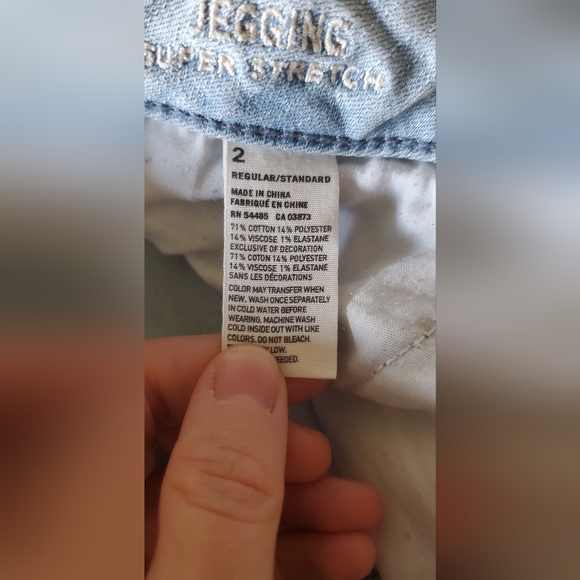 JEGGING
SUPER STRETCH
2
REGULAR/STANDARD
MADE IN CHINA
FABRIQUÉ EN CHINE
RN 54485 CA 03873
71% COTTON 14% POLYESTER
14% VISCOSE 1% ELASTANE
EXCLUSIVE OF DECORATION
71% COTON 14% POLYESTER
14% VISCOSE 1% ELASTANE
SANS LES DÉCORATIONS
COLOR MAY TRANSFER WHEN
NEW. WASH ONCE SEPARATELY
IN COLD WATER BEFORE
WEARING. MACHINE WASH
COLD INSIDE OUT WITH LIKE
COLORS. DO NOT BLEACH.
LOW.